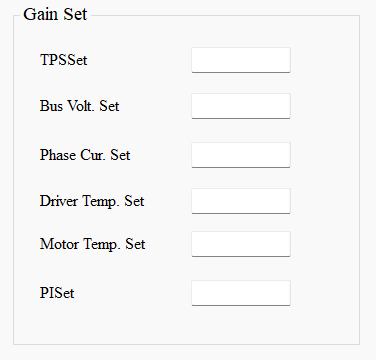 Gain Set
TPSSet
Bus Volt. Set
Phase Cur. Set
Driver Temp. Set
Motor Temp. Set
PISet